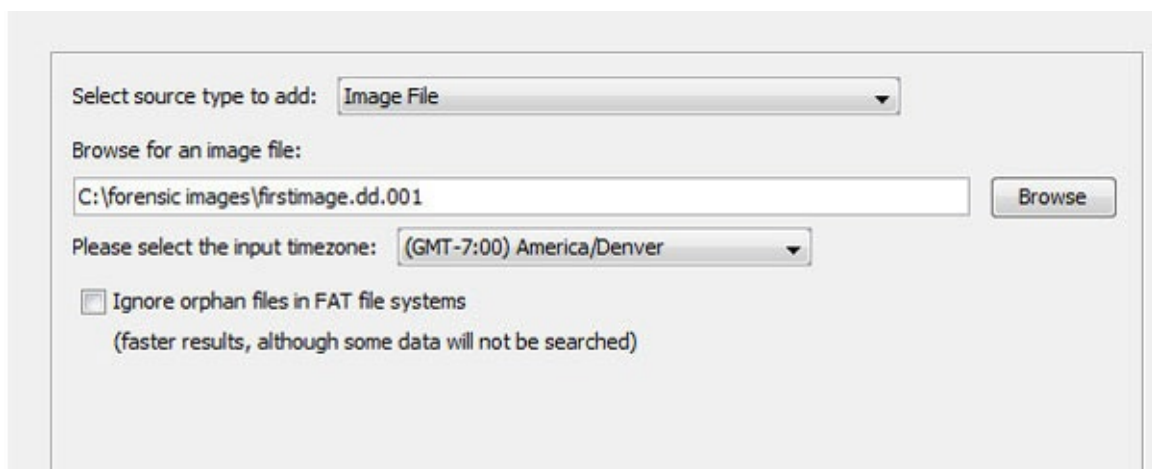 Select source type to add: Image File
Browse for an image file:
C:\forensic images\firstimage.dd.001 Browse
Please select the input timezone: (GMT-7:00) America/Denver
Ignore orphan files in FAT file systems
(faster results, although some data will not be searched)